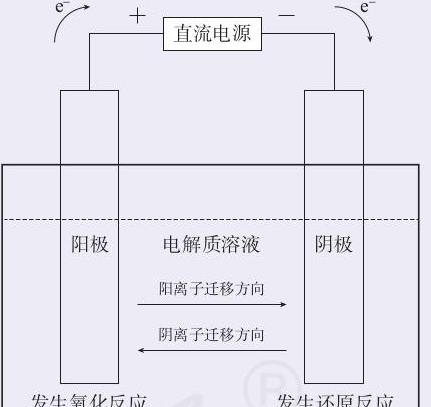 e⁻ + − e⁻
直流电源
阳极 电解质溶液 阴极
阳离子迁移方向
阴离子迁移方向
发生氧化反应 发生还原反应
®